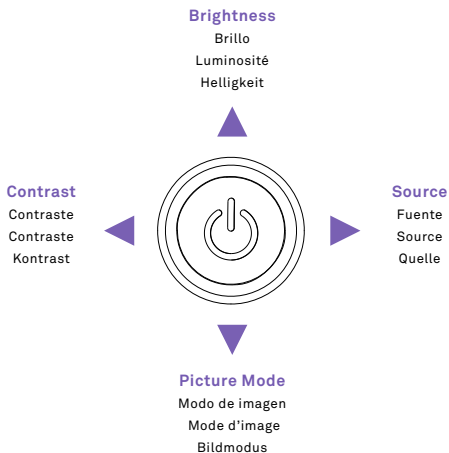 Brightness
Brillo
Luminosité
Helligkeit
Contrast
Contraste
Contraste
Kontrast
Source
Fuente
Source
Quelle
Picture Mode
Modo de imagen
Mode d’image
Bildmodus